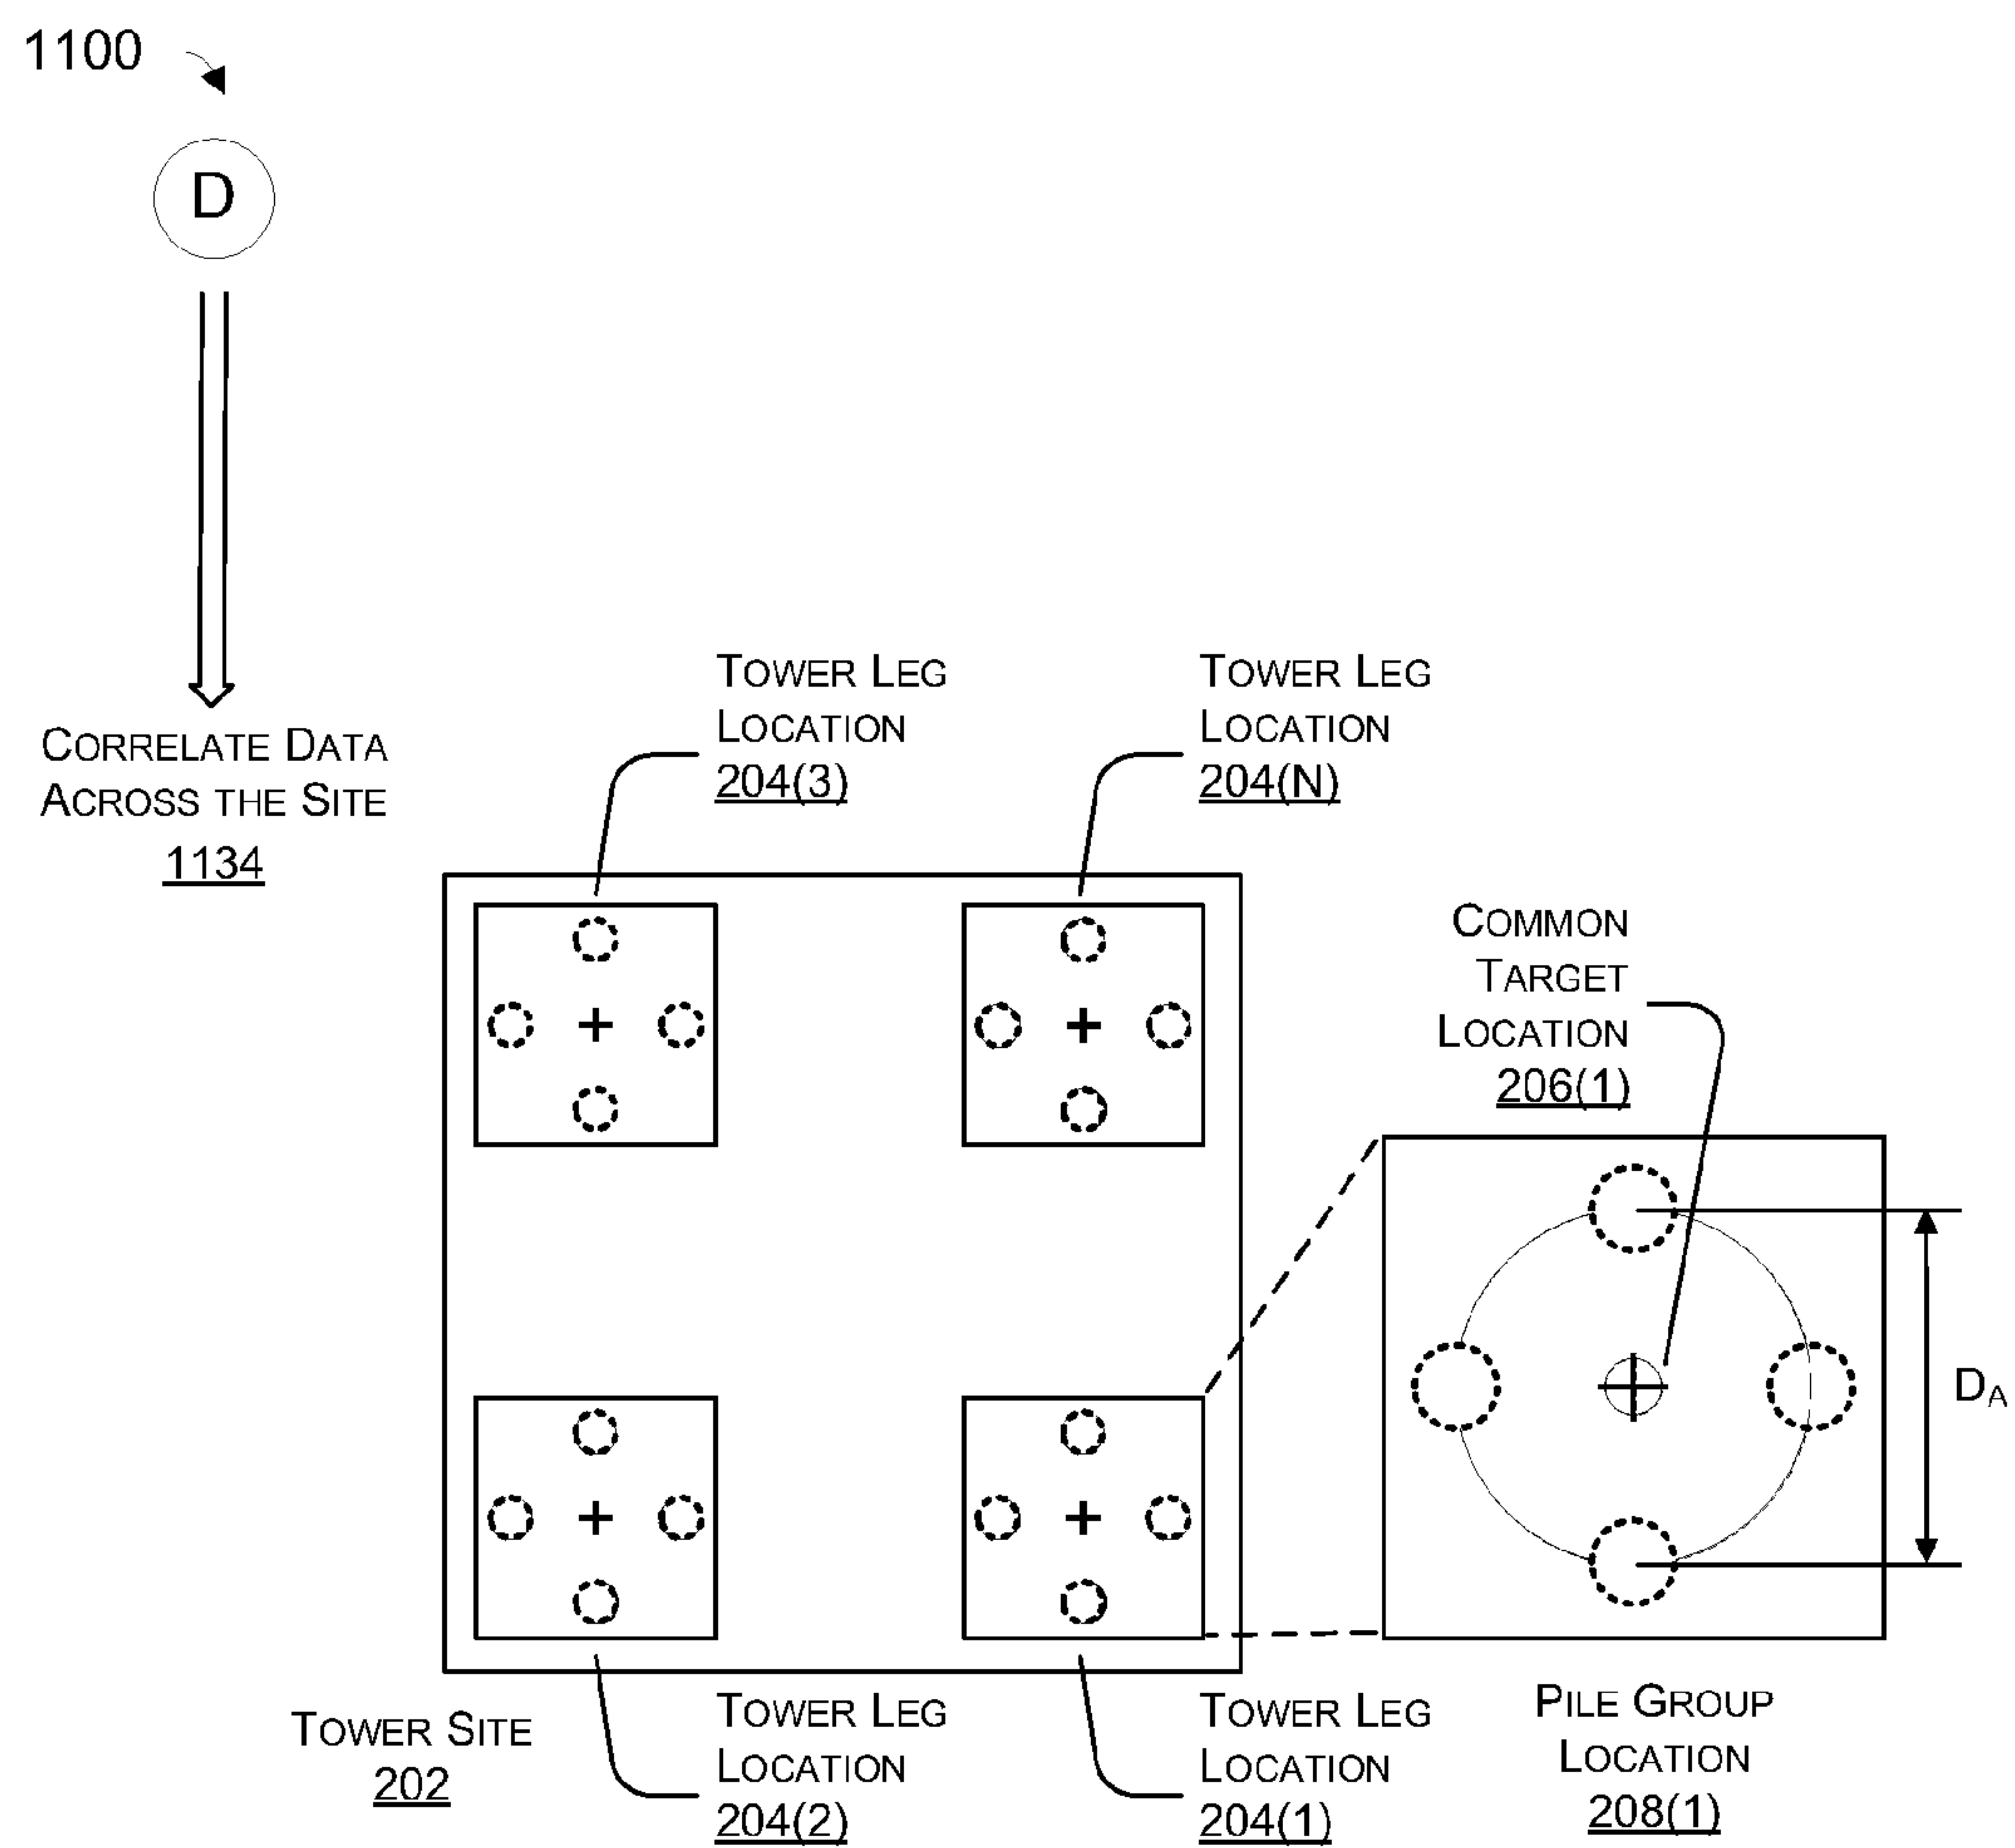 1100
D
CORRELATE DATA
ACROSS THE SITE
1134
TOWER LEG
LOCATION
204(3)
TOWER LEG
LOCATION
204(N)
COMMON
TARGET
LOCATION
206(1)
DA
TOWER SITE
202
TOWER LEG
LOCATION
204(2)
TOWER LEG
LOCATION
204(1)
PILE GROUP
LOCATION
208(1)